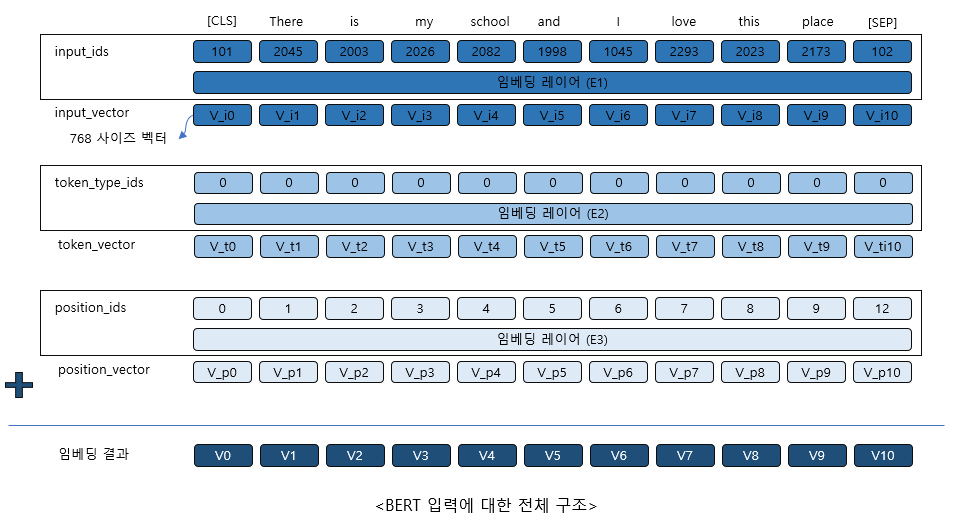 [CLS] There is my school and I love this place [SEP]
input_ids 101 2045 2003 2026 2082 1998 1045 2293 2023 2173 102
임베딩 레이어 (E1)
input_vector V_i0 V_i1 V_i2 V_i3 V_i4 V_i5 V_i6 V_i7 V_i8 V_i9 V_i10
768 사이즈 벡터
token_type_ids 0 0 0 0 0 0 0 0 0 0 0
임베딩 레이어 (E2)
token_vector V_t0 V_t1 V_t2 V_t3 V_t4 V_t5 V_t6 V_t7 V_t8 V_t9 V_ti10
position_ids 0 1 2 3 4 5 6 7 8 9 12
임베딩 레이어 (E3)
position_vector V_p0 V_p1 V_p2 V_p3 V_p4 V_p5 V_p6 V_p7 V_p8 V_p9 V_p10
임베딩 결과 V0 V1 V2 V3 V4 V5 V6 V7 V8 V9 V10
<BERT 입력에 대한 전체 구조>